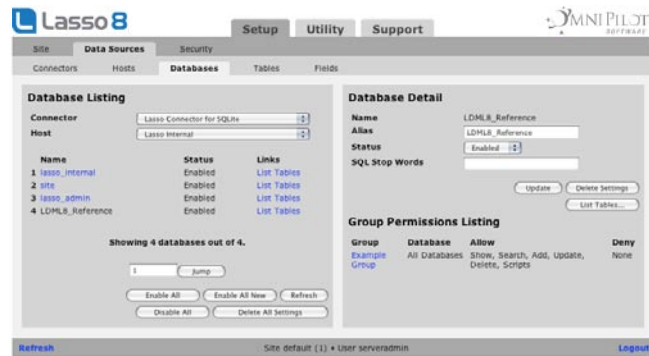 Lasso 8
OMNIPILOT
SOFTWARE
Setup Utility Support
Site Data Sources Security
Connectors Hosts Databases Tables Fields
Database Listing
Connector Lasso Connector for SQLite
Host Lasso Internal
Name Status Links
1 lasso_internal Enabled List Tables
2 site Enabled List Tables
3 lasso_admin Enabled List Tables
4 LDML8_Reference Enabled List Tables
Showing 4 databases out of 4.
1 Jump
Enable All Enable All New Refresh
Disable All Delete All Settings
Database Detail
Name LDML8_Reference
Alias LDML8_Reference
Status Enabled
SQL Stop Words
Update Delete Settings
List Tables...
Group Permissions Listing
Group Database Allow Deny
Example Group All Databases Show, Search, Add, Update, Delete, Scripts None
Refresh Site default (1) • User serveradmin Logout